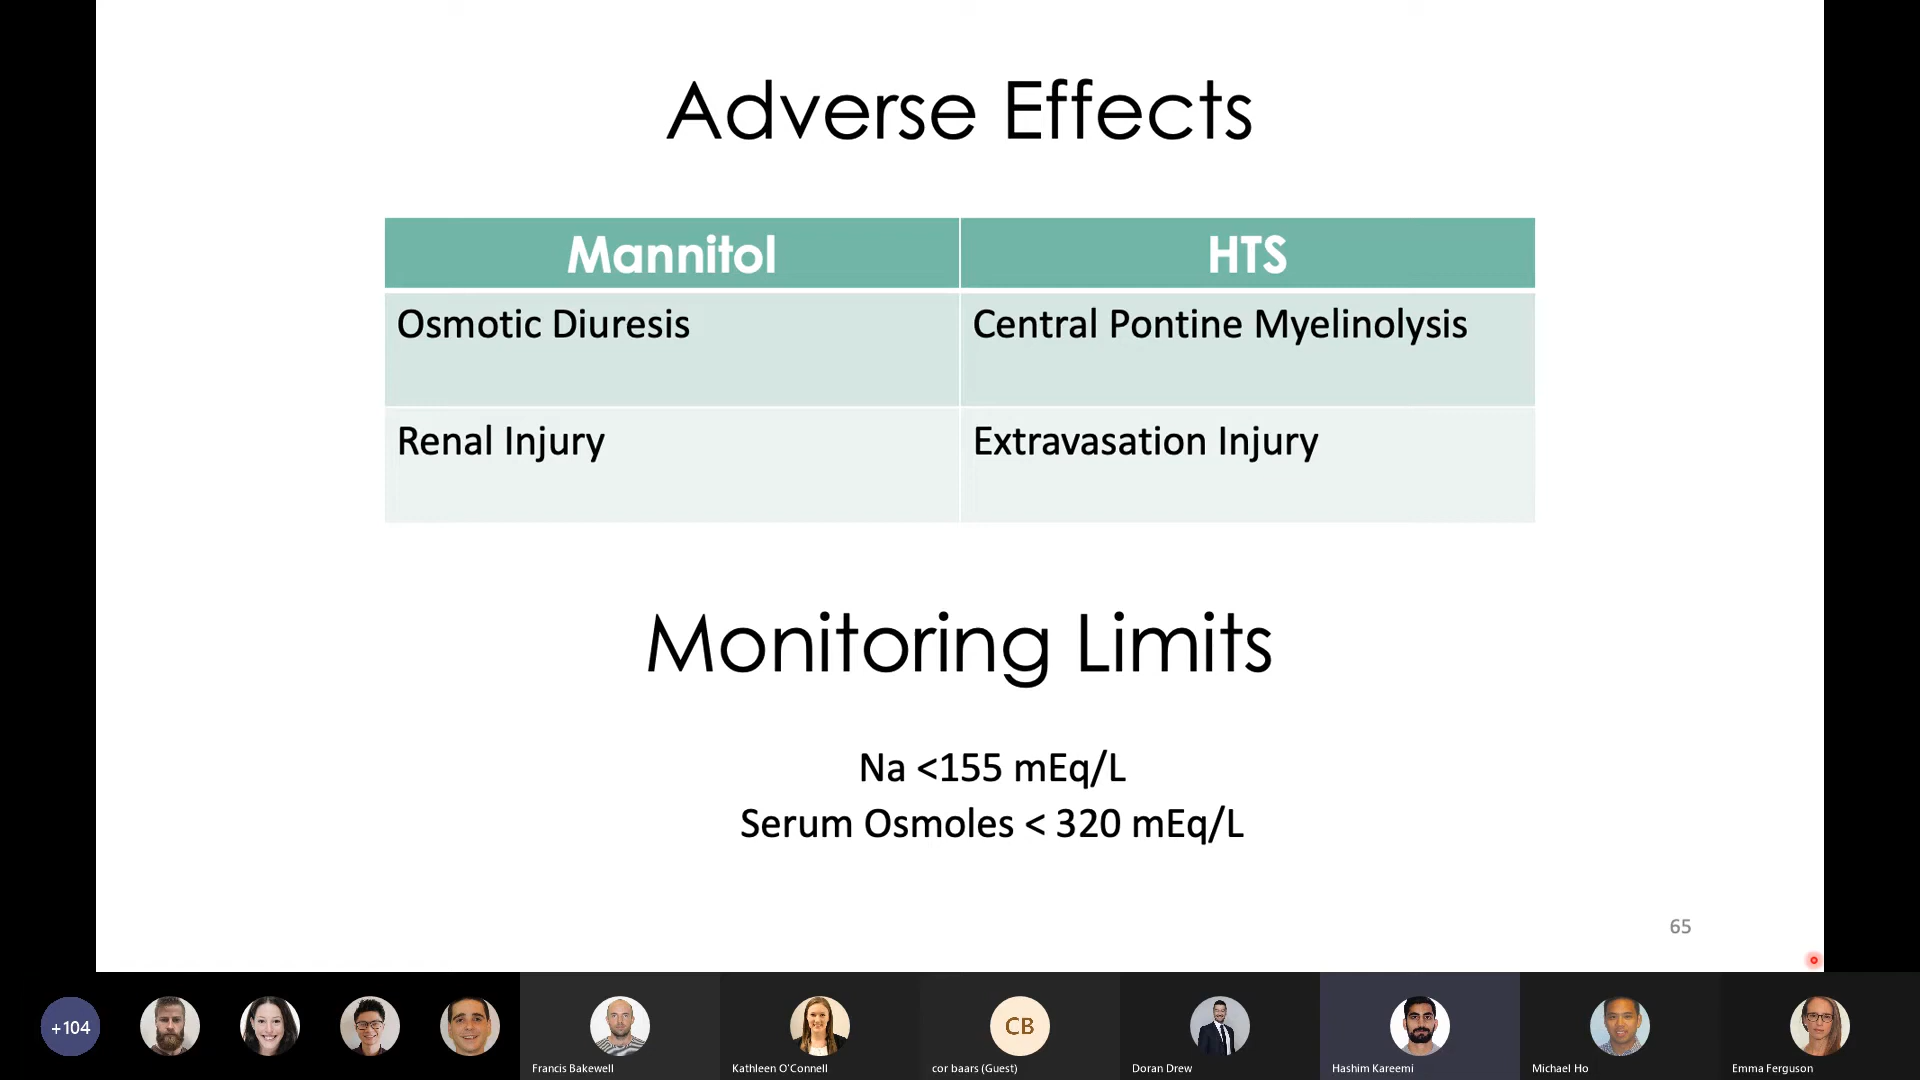 Adverse Effects
Mannitol
HTS
Osmotic Diuresis
Central Pontine Myelinolysis
Renal Injury
Extravasation Injury
Monitoring Limits
Na <155 mEq/L
Serum Osmoles < 320 mEq/L
65
+104
CB
Francis Bakewell
Kathleen O'Connell
cor baars (Guest)
Doran Drew
Hashim Kareemi
Michael Ho
Emma Ferguson